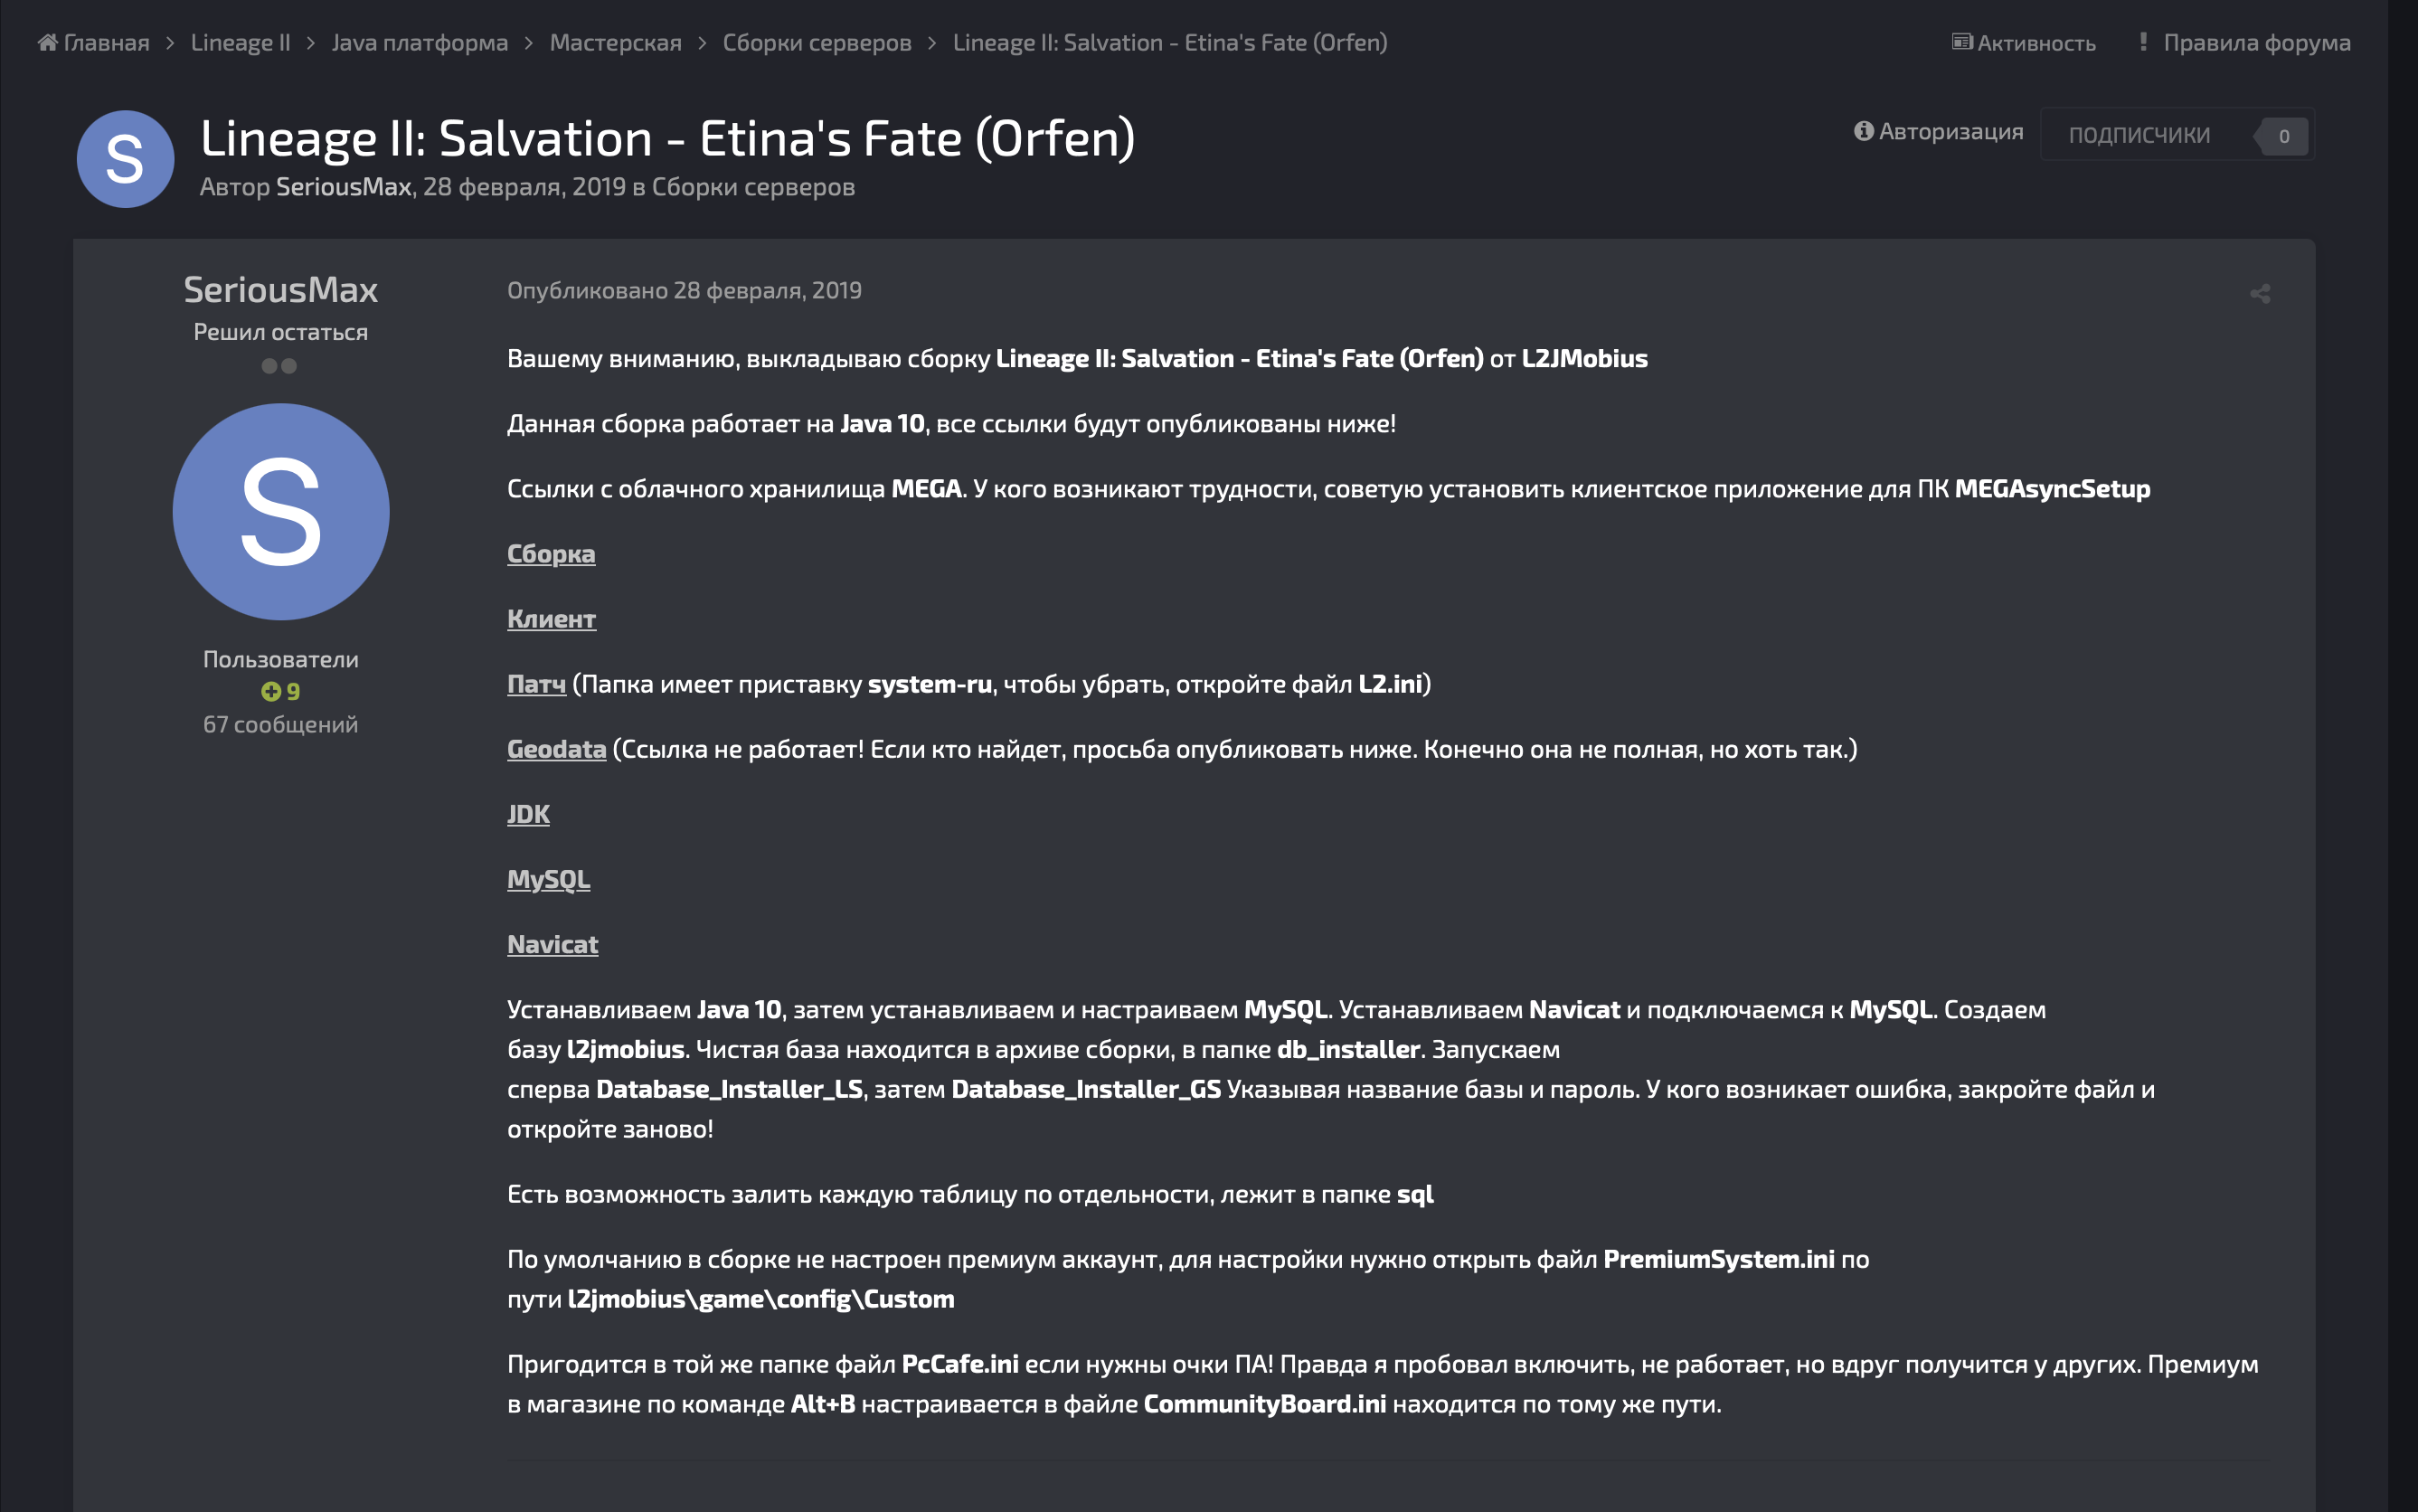 Главная > Lineage II > Java платформа > Мастерская > Сборки серверов > Lineage II: Salvation - Etina's Fate (Orfen)
Активность ! Правила форума
S
Lineage II: Salvation - Etina's Fate (Orfen)
Автор SeriousMax, 28 февраля, 2019 в Сборки серверов
Авторизация
ПОДПИСЧИКИ 0
SeriousMax
Решил остаться
S
Пользователи
9
67 сообщений
Опубликовано 28 февраля, 2019
Вашему вниманию, выкладываю сборку Lineage II: Salvation - Etina's Fate (Orfen) от L2JMobius
Данная сборка работает на Java 10, все ссылки будут опубликованы ниже!
Ссылки с облачного хранилища MEGA. У кого возникают трудности, советую установить клиентское приложение для ПК MEGAsyncSetup
Сборка
Клиент
Патч (Папка имеет приставку system-ru, чтобы убрать, откройте файл L2.ini)
Geodata (Ссылка не работает! Если кто найдет, просьба опубликовать ниже. Конечно она не полная, но хоть так.)
JDK
MySQL
Navicat
Устанавливаем Java 10, затем устанавливаем и настраиваем MySQL. Устанавливаем Navicat и подключаемся к MySQL. Создаем
базу l2jmobius. Чистая база находится в архиве сборки, в папке db_installer. Запускаем
сперва Database_Installer_LS, затем Database_Installer_GS Указывая название базы и пароль. У кого возникает ошибка, закройте файл и
откройте заново!
Есть возможность залить каждую таблицу по отдельности, лежит в папке sql
По умолчанию в сборке не настроен премиум аккаунт, для настройки нужно открыть файл PremiumSystem.ini по
пути l2jmobius\game\config\Custom
Пригодится в той же папке файл PcCafe.ini если нужны очки ПА! Правда я пробовал включить, не работает, но вдруг получится у других. Премиум
в магазине по команде Alt+B настраивается в файле CommunityBoard.ini находится по тому же пути.